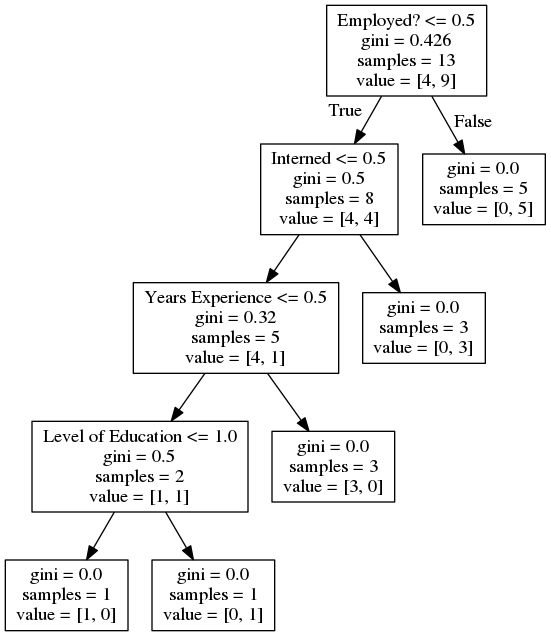 Employed? <= 0.5
gini = 0.426
samples = 13
value = [4, 9]
True
False
Interned <= 0.5
gini = 0.5
samples = 8
value = [4, 4]
gini = 0.0
samples = 5
value = [0, 5]
Years Experience <= 0.5
gini = 0.32
samples = 5
value = [4, 1]
gini = 0.0
samples = 3
value = [0, 3]
Level of Education <= 1.0
gini = 0.5
samples = 2
value = [1, 1]
gini = 0.0
samples = 3
value = [3, 0]
gini = 0.0
samples = 1
value = [1, 0]
gini = 0.0
samples = 1
value = [0, 1]